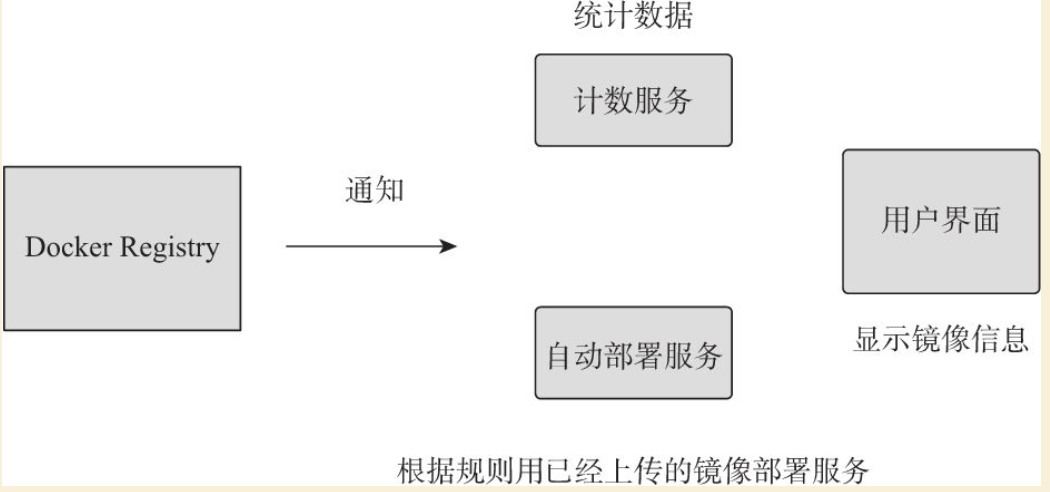 统计数据
计数服务
通知
用户界面
Docker Registry
显示镜像信息
自动部署服务
根据规则用已经上传的镜像部署服务